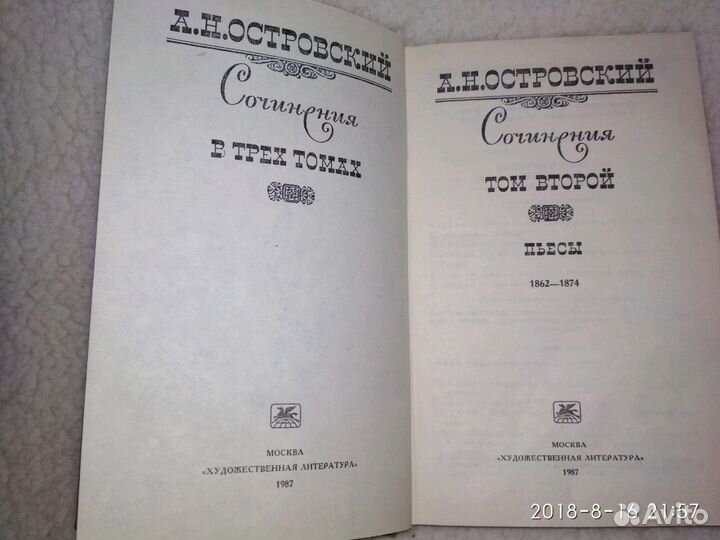 А.Н.ОСТРОВСКИЙ
Сочинения
В ТРЕХ ТОМАХ
МОСКВА
«ХУДОЖЕСТВЕННАЯ ЛИТЕРАТУРА»
1987
А.Н.ОСТРОВСКИЙ
Сочинения
ТОМ ВТОРОЙ
ПЬЕСЫ
1862—1874
МОСКВА
«ХУДОЖЕСТВЕННАЯ ЛИТЕРАТУРА»
1987
2018-8-16 21:57
Avito